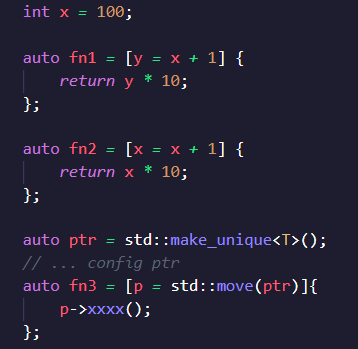 int x = 100;
auto fn1 = [y = x + 1] {
return y * 10;
};
auto fn2 = [x = x + 1] {
return x * 10;
};
auto ptr = std::make_unique<T>();
// ... config ptr
auto fn3 = [p = std::move(ptr)]{
p->xxxx();
};